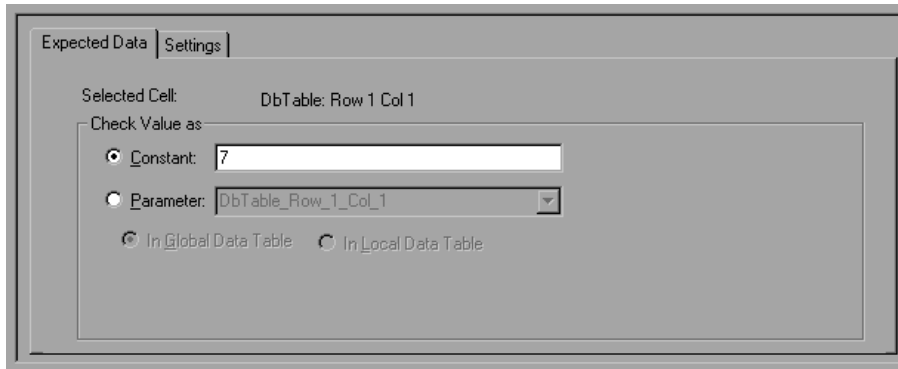 Expected Data Settings
Selected Cell: DbTable: Row 1 Col 1
Check Value as
Constant: 7
Parameter: DbTable_Row_1_Col_1
In Global Data Table In Local Data Table